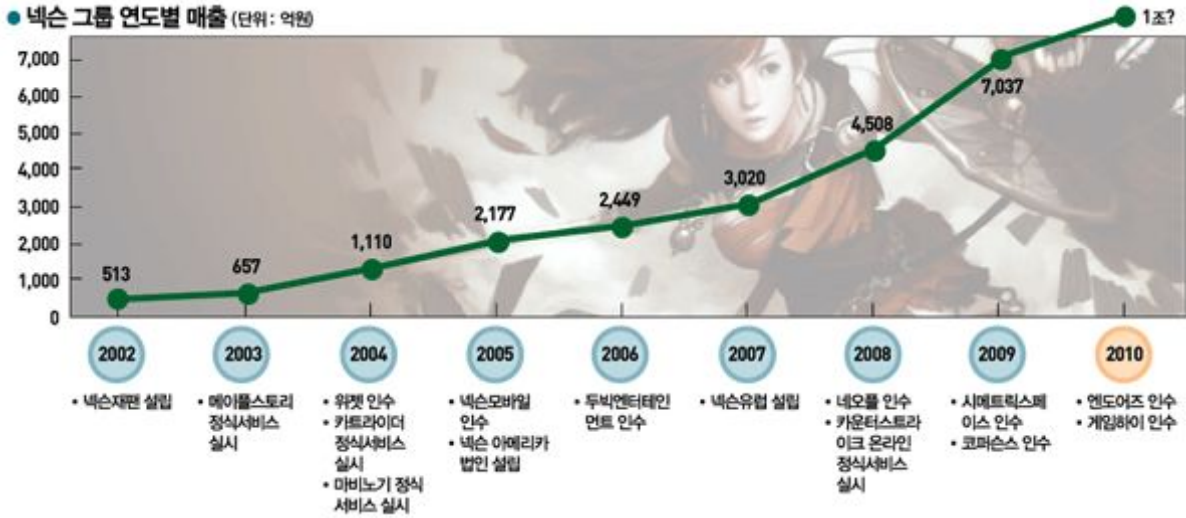 넥슨 그룹 연도별 매출 (단위 : 억원)
1조?
7,000
6,000
5,000
4,000
3,000
2,000
1,000
0
513
657
1,110
2,177
2,449
3,020
4,508
7,037
2002
2003
2004
2005
2006
2007
2008
2009
2010
• 넥슨재팬 설립
• 메이플스토리
정식서비스
실시
• 위젯 인수
• 카트라이더
정식서비스
실시
• 마비노기 정식
서비스 실시
• 넥슨모바일
인수
• 넥슨 아메리카
법인 설립
• 두빅엔터테인
먼트 인수
• 넥슨유럽 설립
• 네오플 인수
• 카운터스트라
이크 온라인
정식서비스
실시
• 시메트릭스페
이스 인수
• 코퍼슨스 인수
• 엔도어즈 인수
• 게임하이 인수